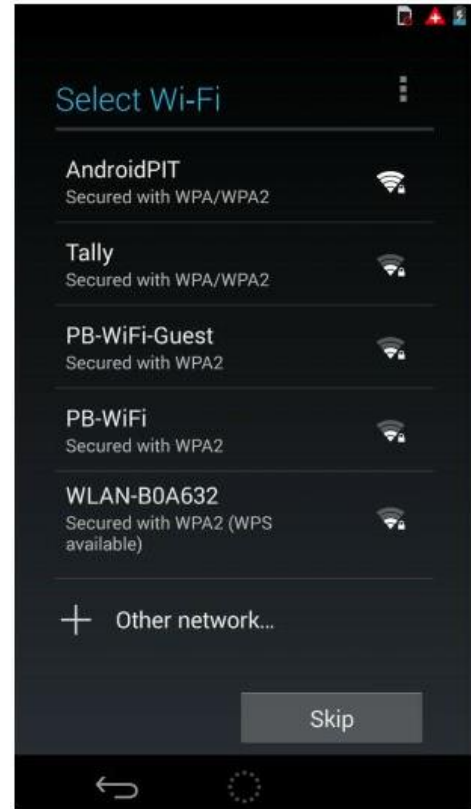 Select Wi-Fi
AndroidPIT
Secured with WPA/WPA2
Tally
Secured with WPA/WPA2
PB-WiFi-Guest
Secured with WPA2
PB-WiFi
Secured with WPA2
WLAN-B0A632
Secured with WPA2 (WPS
available)
Other network...
Skip